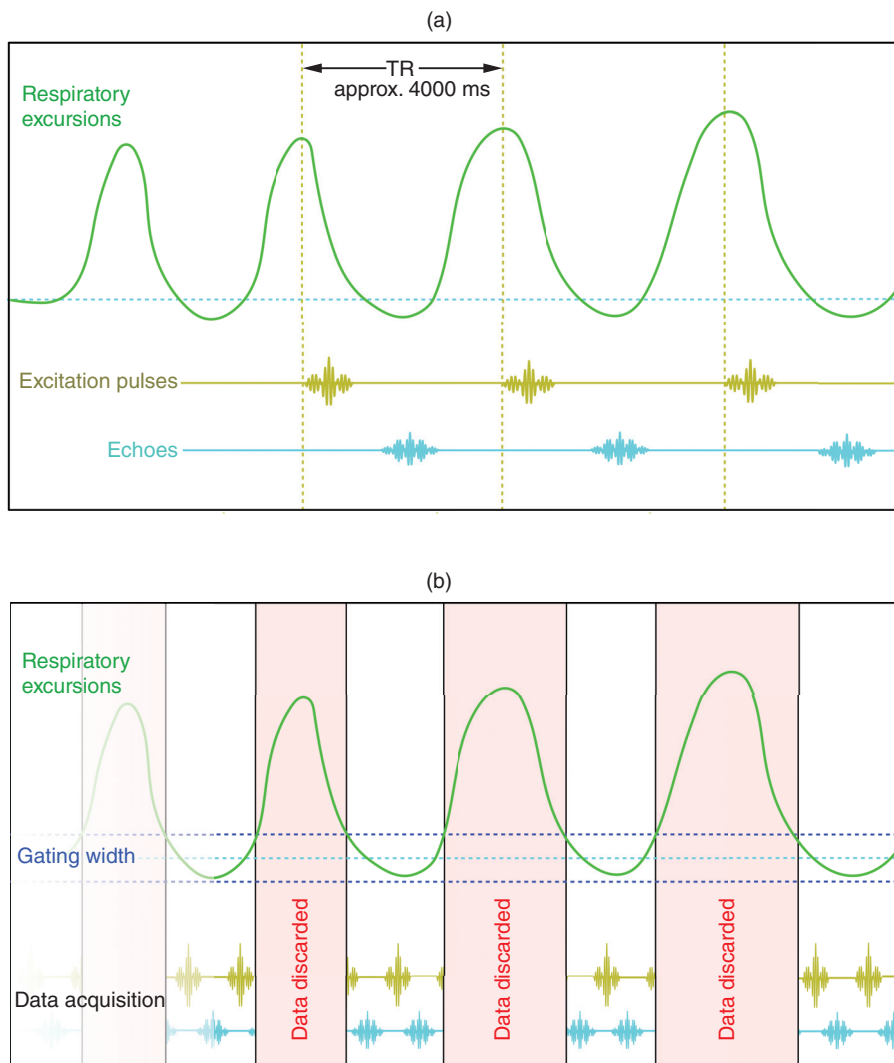 (a)
TR
approx. 4000 ms
Respiratory
excursions
Excitation pulses
Echoes
(b)
Respiratory
excursions
Gating width
Data discarded
Data discarded
Data discarded
Data acquisition